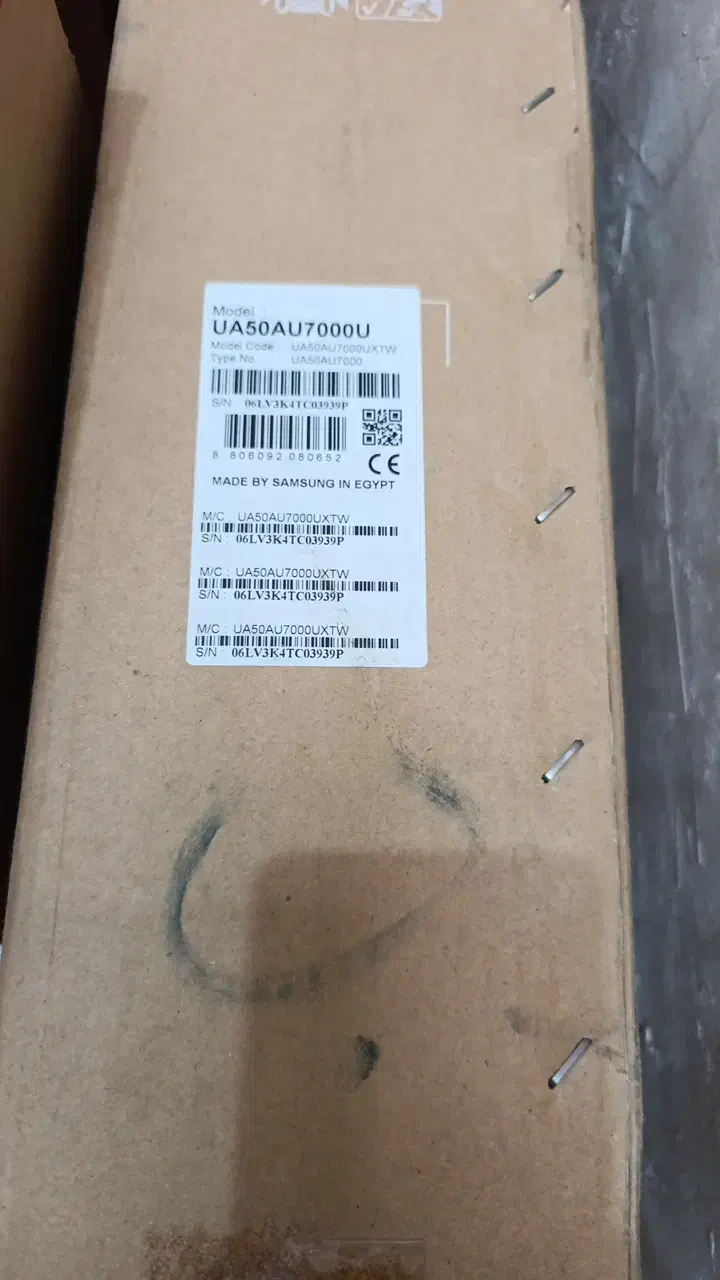 Model
UA50AU7000U
Model Code UA50AU7000UXTW
Type No. UA50AU7000
S/N 06LV3K4TC03939P
8 806092 080652
CE
MADE BY SAMSUNG IN EGYPT
M/C : UA50AU7000UXTW
S/N : 06LV3K4TC03939P
M/C : UA50AU7000UXTW
S/N : 06LV3K4TC03939P
M/C : UA50AU7000UXTW
S/N : 06LV3K4TC03939P